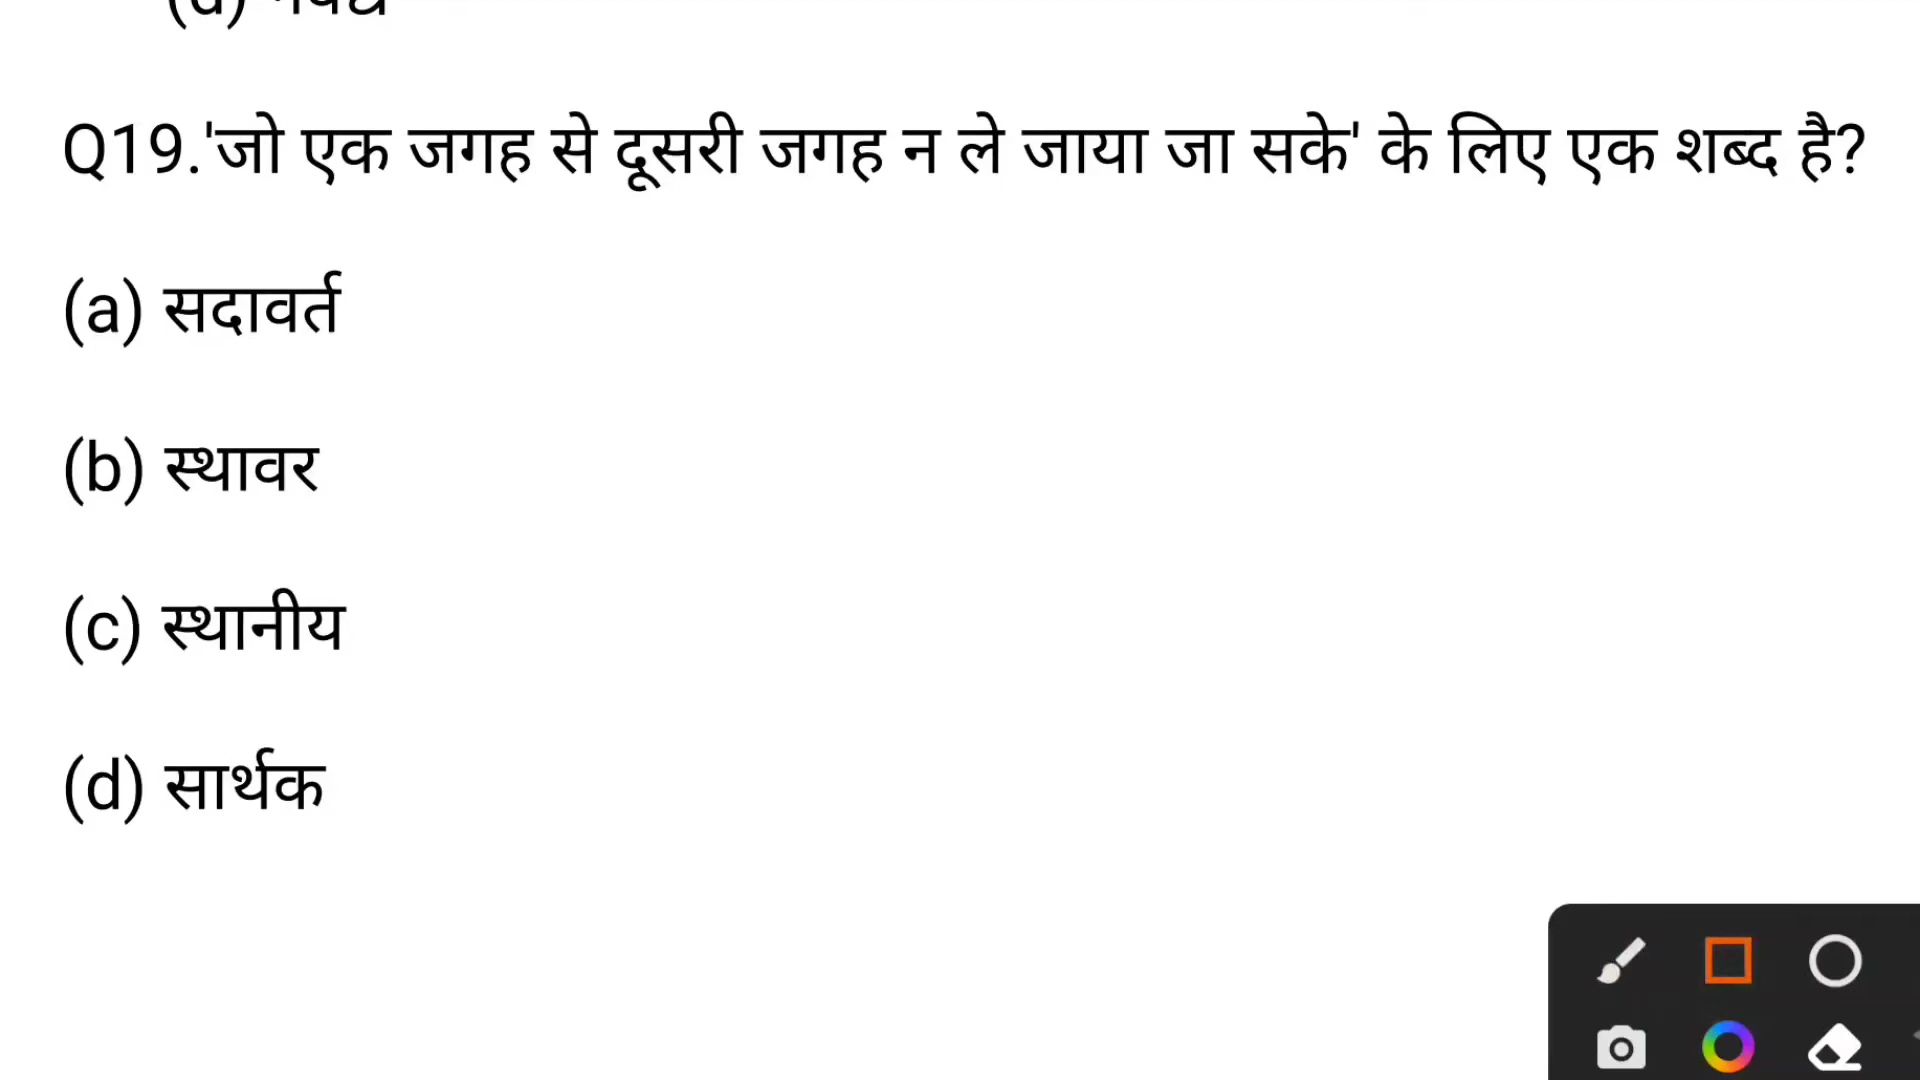 Q19.'जो एक जगह से दूसरी जगह न ले जाया जा सके' के लिए एक शब्द है?
(a) सदावर्त
(b) स्थावर
(c) स्थानीय
(d) सार्थक